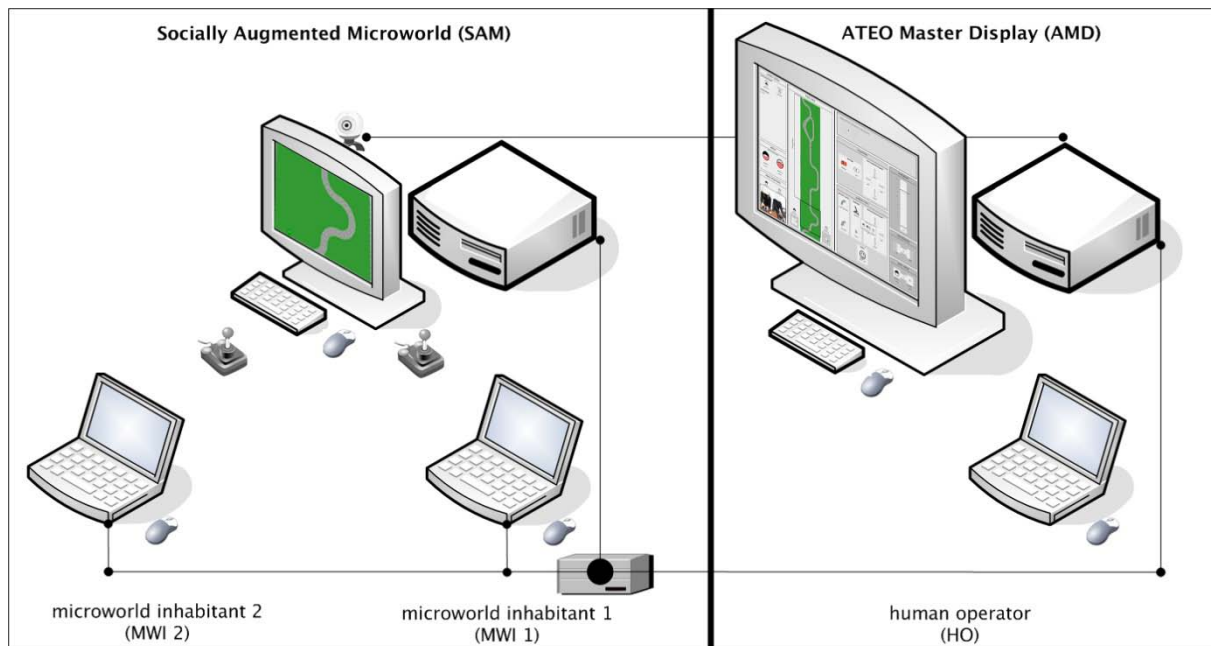 Socially Augmented Microworld (SAM)
ATEO Master Display (AMD)
microworld inhabitant 2
(MWI 2)
microworld inhabitant 1
(MWI 1)
human operator
(HO)